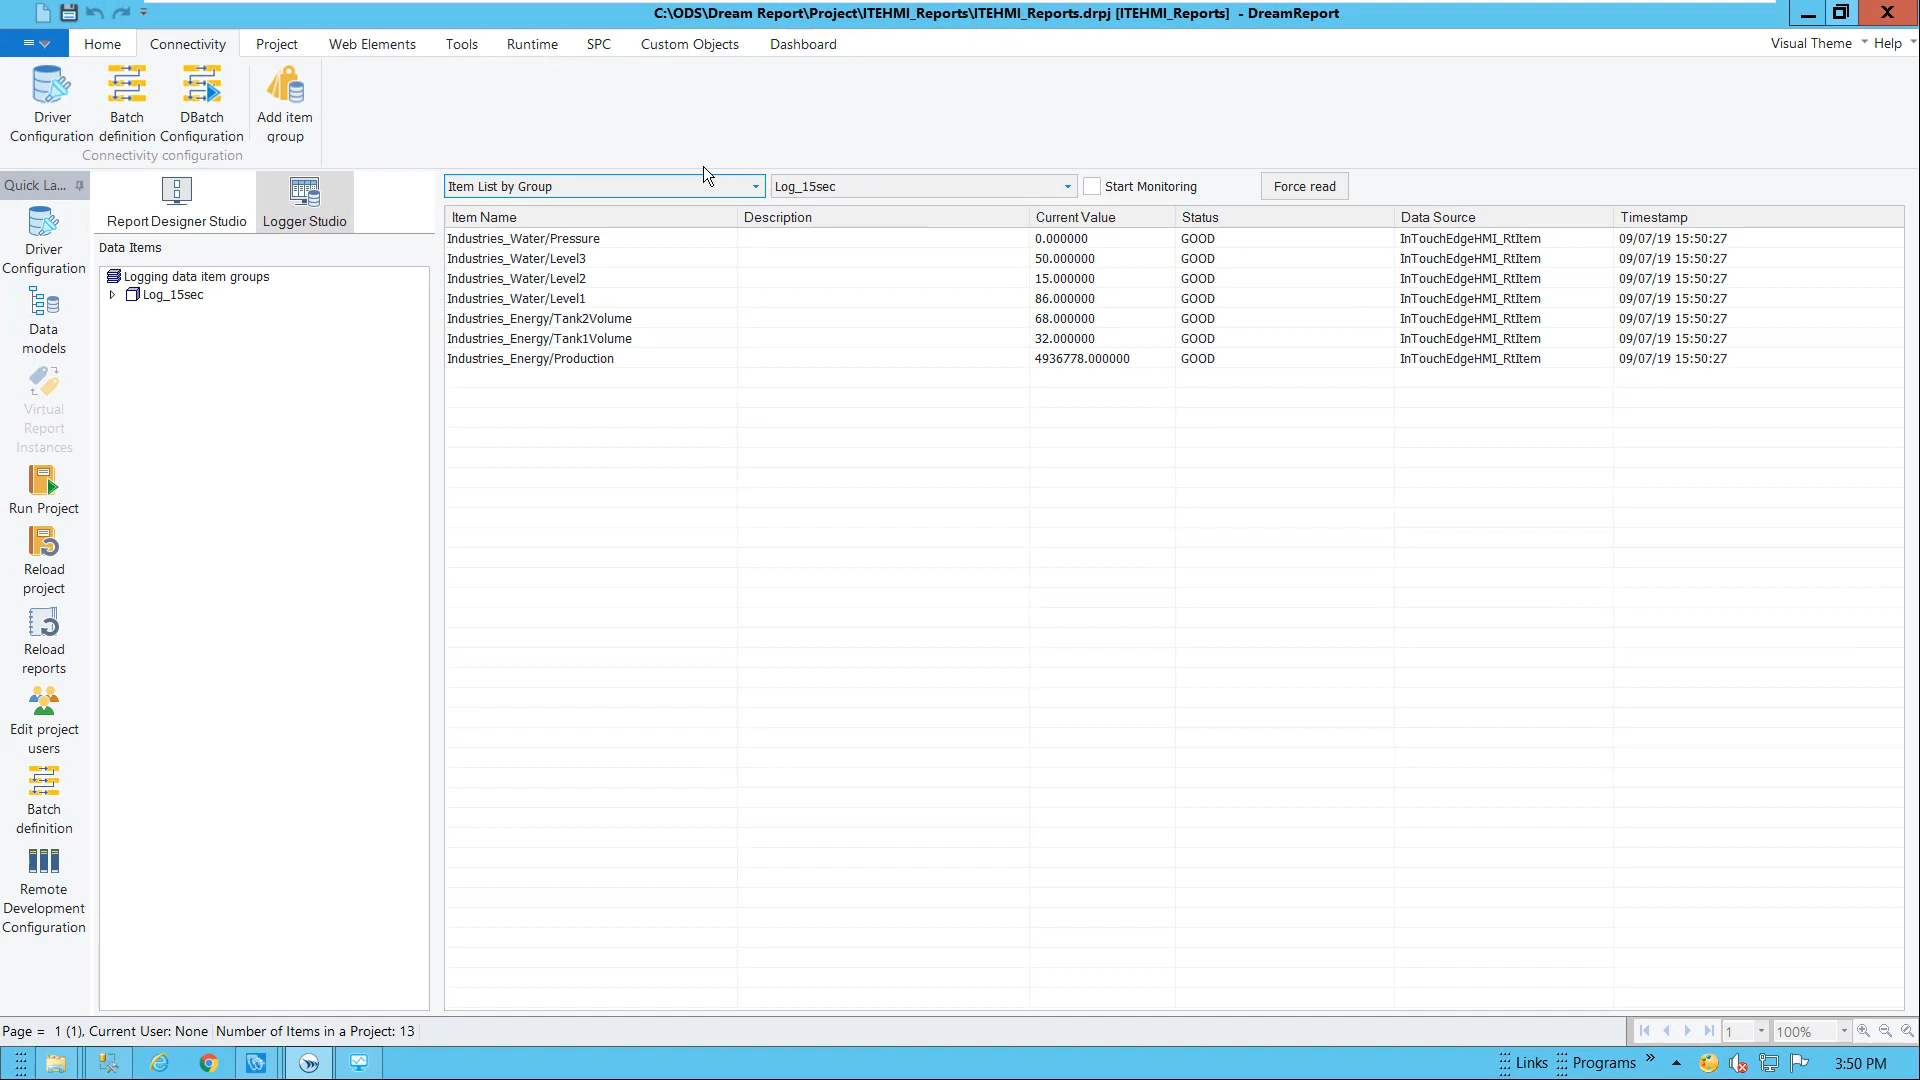 C:\ODS\Dream Report\Project\ITEHMI_Reports\ITEHMI_Reports.drpj [ITEHMI_Reports] - DreamReport
Home Connectivity Project Web Elements Tools Runtime SPC Custom Objects Dashboard Visual Theme Help
Driver Configuration
Batch definition
DBatch Configuration
Add item group
Connectivity configuration
Quick La...
Report Designer Studio
Logger Studio
Item List by Group Log_15sec Start Monitoring Force read
Data Items
Logging data item groups
Log_15sec
Item Name Description Current Value Status Data Source Timestamp
Industries_Water/Pressure 0.000000 GOOD InTouchEdgeHMI_RtItem 09/07/19 15:50:27
Industries_Water/Level3 50.000000 GOOD InTouchEdgeHMI_RtItem 09/07/19 15:50:27
Industries_Water/Level2 15.000000 GOOD InTouchEdgeHMI_RtItem 09/07/19 15:50:27
Industries_Water/Level1 86.000000 GOOD InTouchEdgeHMI_RtItem 09/07/19 15:50:27
Industries_Energy/Tank2Volume 68.000000 GOOD InTouchEdgeHMI_RtItem 09/07/19 15:50:27
Industries_Energy/Tank1Volume 32.000000 GOOD InTouchEdgeHMI_RtItem 09/07/19 15:50:27
Industries_Energy/Production 4936778.000000 GOOD InTouchEdgeHMI_RtItem 09/07/19 15:50:27
Driver
Configuration
Data
models
Virtual
Report
Instances
Run Project
Reload
project
Reload
reports
Edit project
users
Batch
definition
Remote
Development
Configuration
Page = 1 (1), Current User: None Number of Items in a Project: 13 1 100%
Links Programs » 3:50 PM